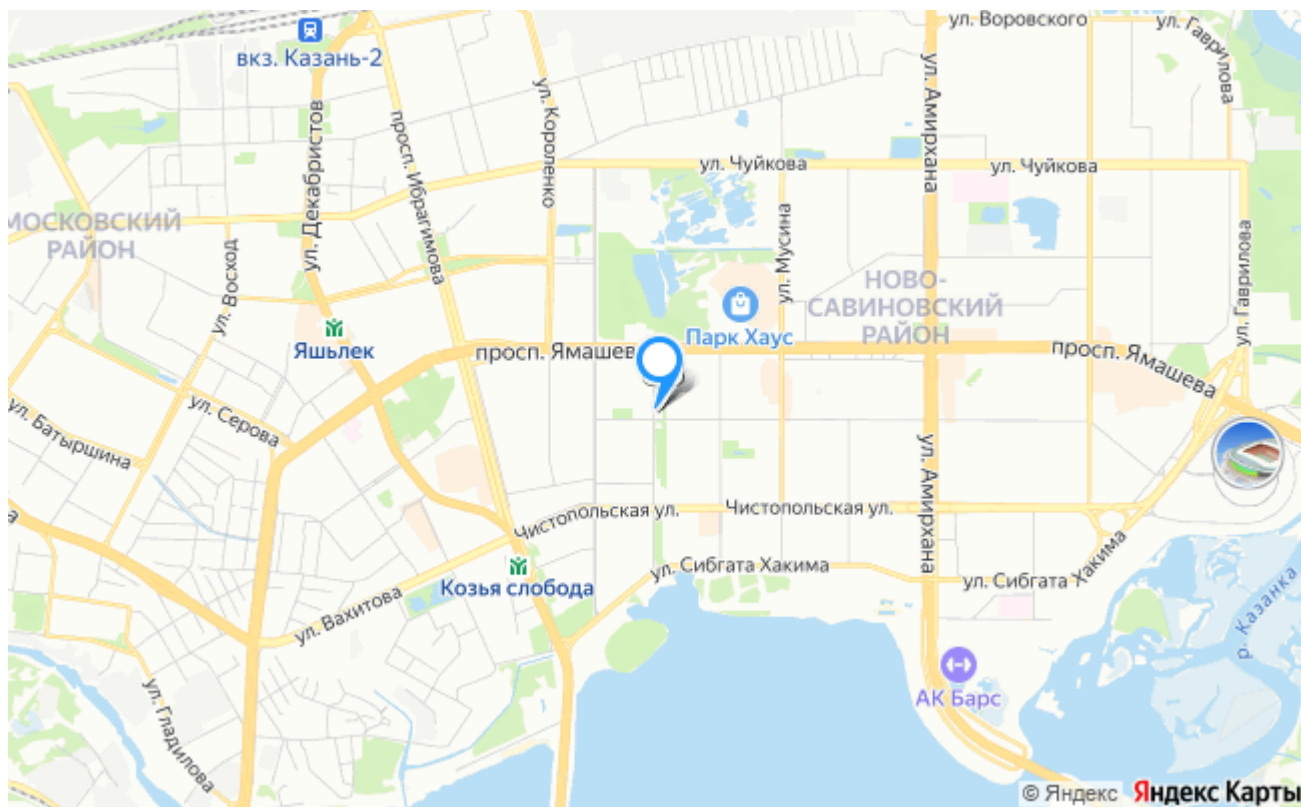 ул. Воровского
ул. Гаврилова
вкз. Казань-2
ул. Декабристов
просп. Ибрагимова
ул. Короленко
ул. Амирхана
ул. Чуйкова
ул. Чуйкова
МОСКОВСКИЙ
РАЙОН
ул. Восход
ул. Мусина
ул. Гаврилова
НОВО-
САВИНОВСКИЙ
РАЙОН
Парк Хаус
Яшьлек
просп. Ямашев
просп. Ямашева
ул. Серова
ул. Батыршина
ул. Амирхана
Чистопольская ул.
Чистопольская ул.
Козья слобода
ул. Сибгата Хакима
ул. Сибгата Хакима
ул. Вахитова
р. Казанка
АК Барс
ул. Гладилова
© Яндекс Яндекс Карты